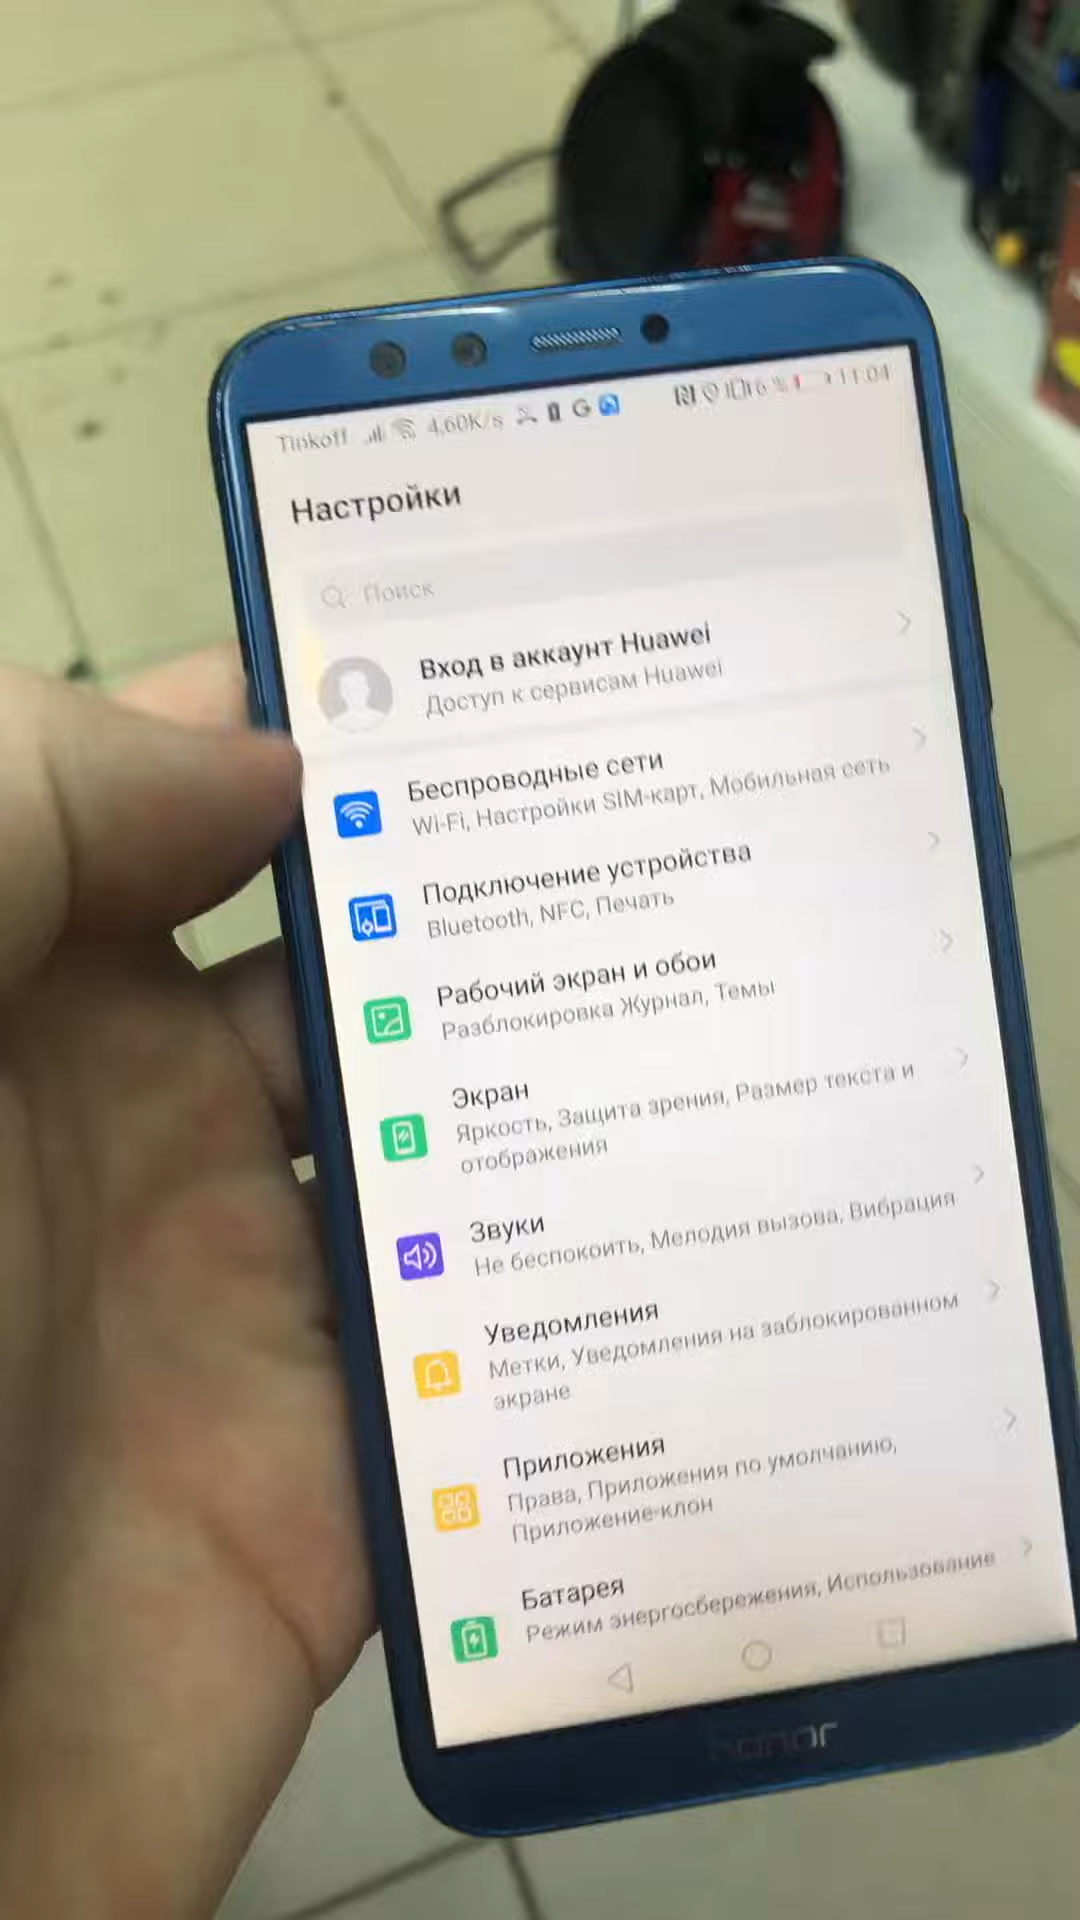 Tinkoff 4,60K/s 11:04
Настройки
Поиск
Вход в аккаунт Huawei
Доступ к сервисам Huawei
Беспроводные сети
Wi-Fi, Настройки SIM-карт, Мобильная сеть
Подключение устройства
Bluetooth, NFC, Печать
Рабочий экран и обои
Разблокировка Журнал, Темы
Экран
Яркость, Защита зрения, Размер текста и
отображения
Звуки
Не беспокоить, Мелодия вызова, Вибрация
Уведомления
Метки, Уведомления на заблокированном
экране
Приложения
Права, Приложения по умолчанию,
Приложение-клон
Батарея
Режим энергосбережения, Использование
honor